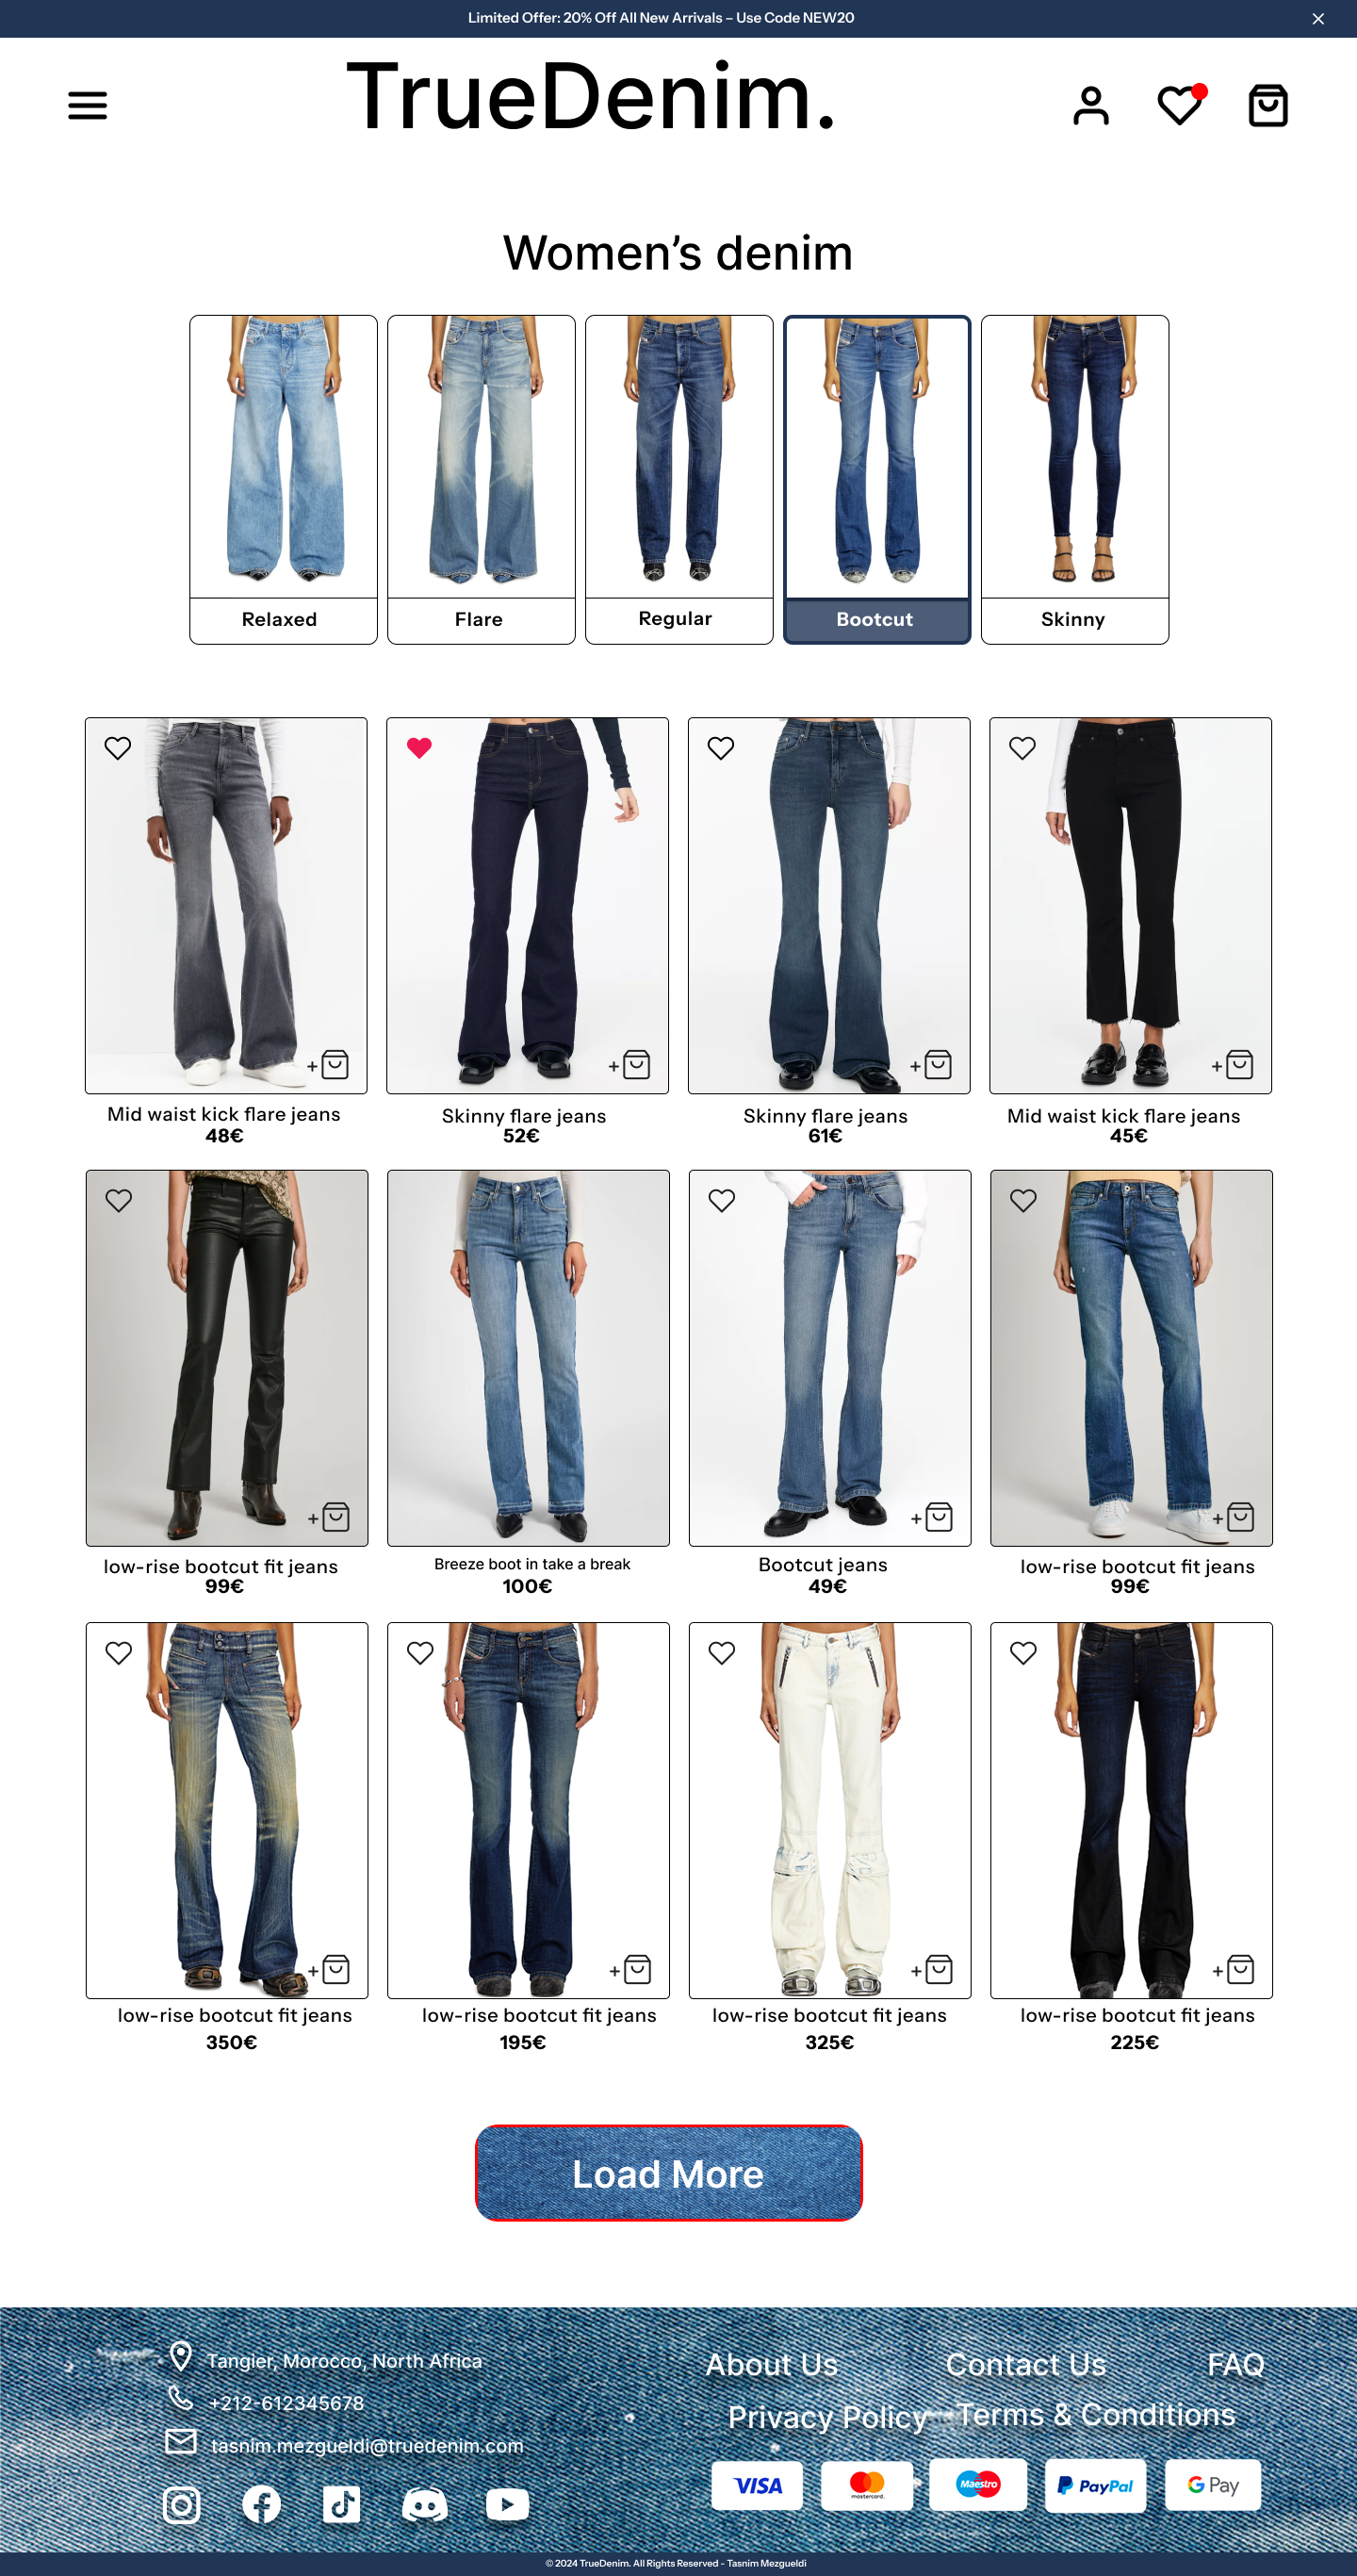 Limited Offer: 20% Off All New Arrivals – Use Code NEW20
TrueDenim.
Women’s denim
Relaxed
Flare
Regular
Bootcut
Skinny
Mid waist kick flare jeans
48€
Skinny flare jeans
52€
Skinny flare jeans
61€
Mid waist kick flare jeans
45€
low-rise bootcut fit jeans
99€
Breeze boot in take a break
100€
Bootcut jeans
49€
low-rise bootcut fit jeans
99€
low-rise bootcut fit jeans
350€
low-rise bootcut fit jeans
195€
low-rise bootcut fit jeans
325€
low-rise bootcut fit jeans
225€
Load More
Tangier, Morocco, North Africa
+212-612345678
tasnim.mezgueldi@truedenim.com
About Us
Contact Us
FAQ
Privacy Policy
Terms & Conditions
VISA
mastercard.
Maestro
PayPal
G Pay
© 2024 TrueDenim. All Rights Reserved - Tasnim Mezgueldi